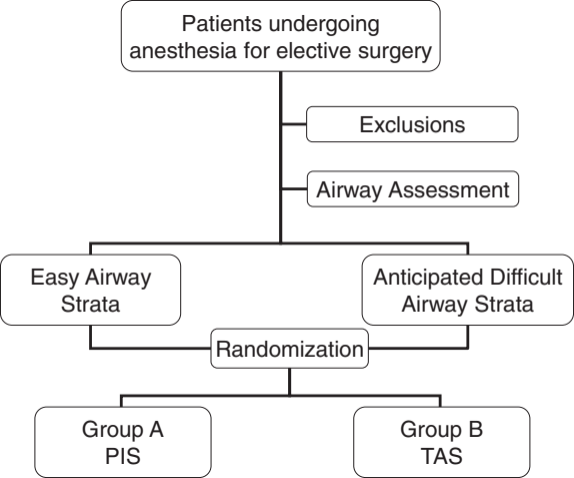 Patients undergoing
anesthesia for elective surgery
Exclusions
Airway Assessment
Easy Airway
Strata
Anticipated Difficult
Airway Strata
Randomization
Group A
PIS
Group B
TAS